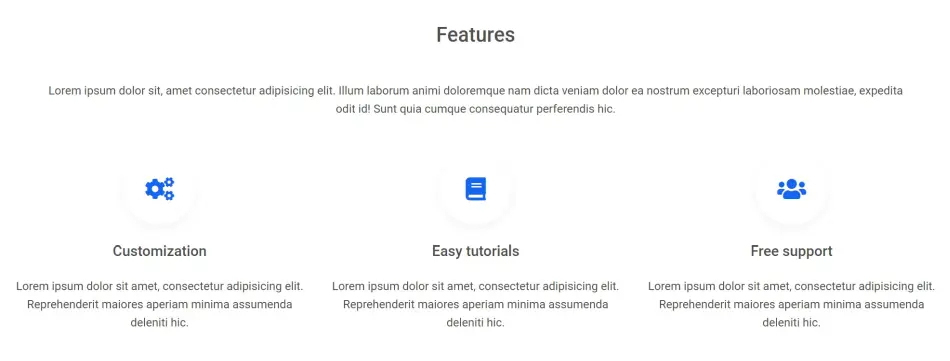 Features
Lorem ipsum dolor sit, amet consectetur adipisicing elit. Illum laborum animi doloremque nam dicta veniam dolor ea nostrum excepturi laboriosam molestiae, expedita
odit id! Sunt quia cumque consequatur perferendis hic.
Customization
Lorem ipsum dolor sit amet, consectetur adipisicing elit.
Reprehenderit maiores aperiam minima assumenda
deleniti hic.
Easy tutorials
Lorem ipsum dolor sit amet, consectetur adipisicing elit.
Reprehenderit maiores aperiam minima assumenda
deleniti hic.
Free support
Lorem ipsum dolor sit amet, consectetur adipisicing elit.
Reprehenderit maiores aperiam minima assumenda
deleniti hic.